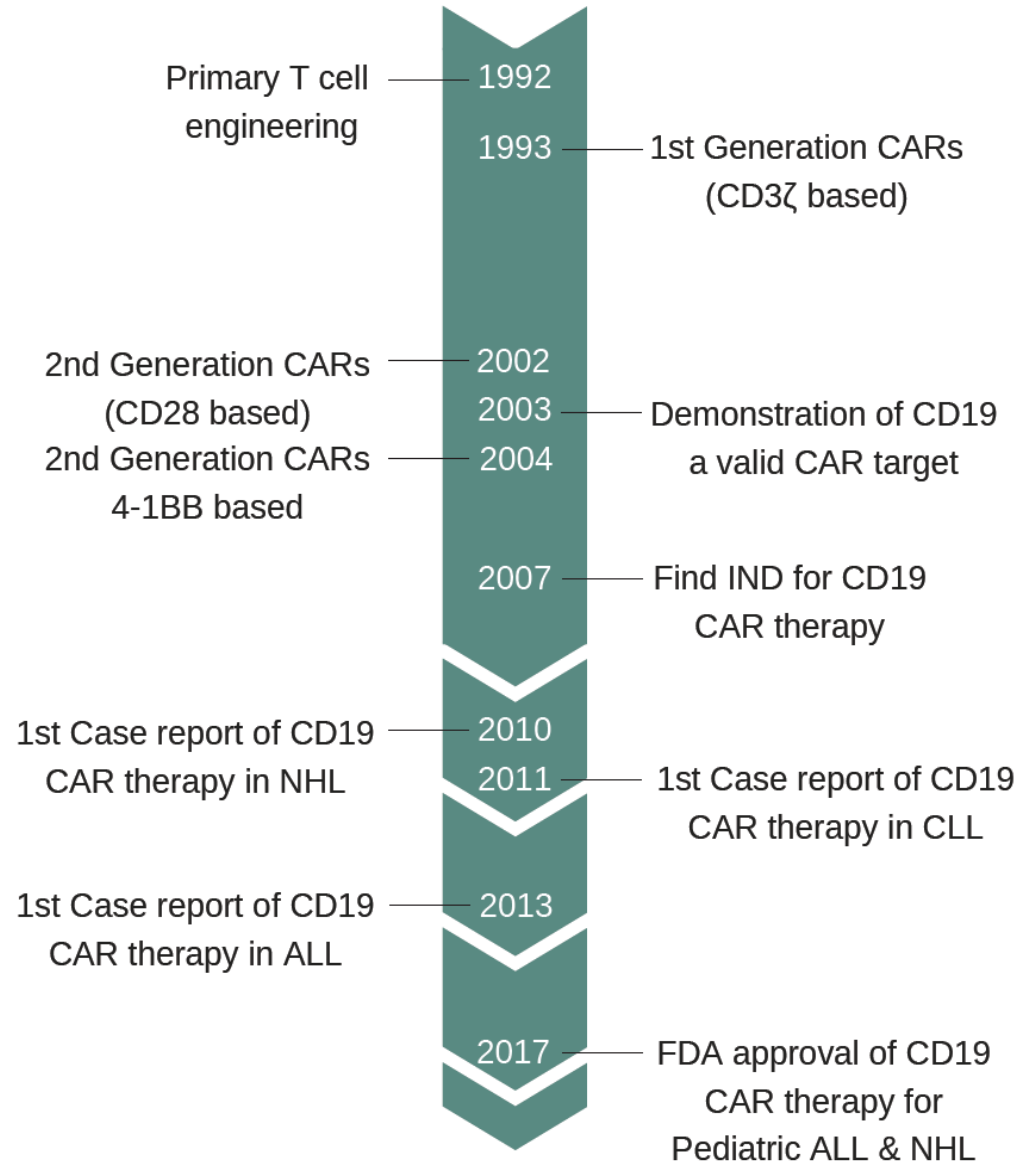 Primary T cell
engineering
1992
1993
1st Generation CARs
(CD3ζ based)
2nd Generation CARs
(CD28 based)
2002
2003
Demonstration of CD19
a valid CAR target
2nd Generation CARs
4-1BB based
2004
2007
Find IND for CD19
CAR therapy
1st Case report of CD19
CAR therapy in NHL
2010
2011
1st Case report of CD19
CAR therapy in CLL
1st Case report of CD19
CAR therapy in ALL
2013
2017
FDA approval of CD19
CAR therapy for
Pediatric ALL & NHL